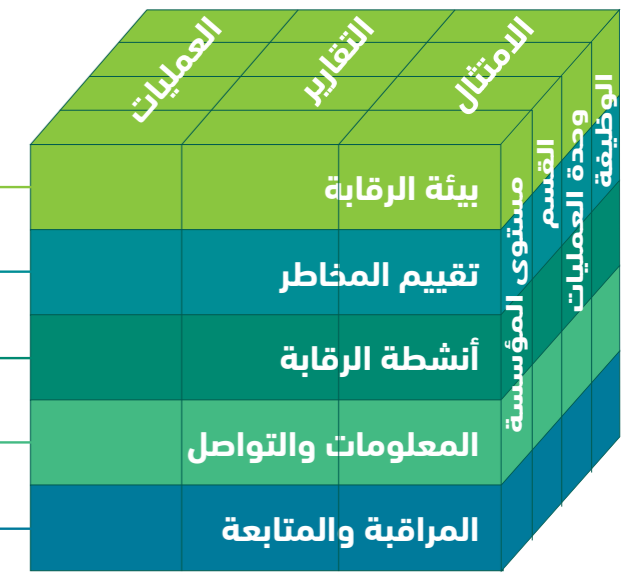 العمليات
التقارير
الامتثال
بيئة الرقابة
تقييم المخاطر
أنشطة الرقابة
المعلومات والتواصل
المراقبة والمتابعة
مستوى المؤسسة
القسم
وحدة العمليات
الوظيفة